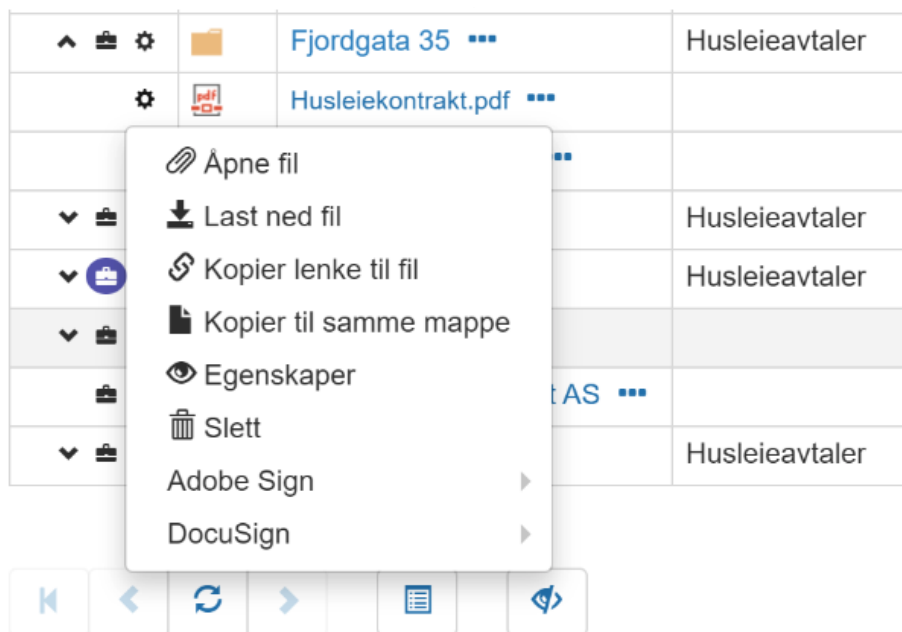 Fjordgata 35 Husleieavtaler
pdf Husleiekontrakt.pdf
Åpne fil
Last ned fil Husleieavtaler
Kopier lenke til fil Husleieavtaler
Kopier til samme mappe
Egenskaper
t AS
Slett
Husleieavtaler
Adobe Sign
DocuSign